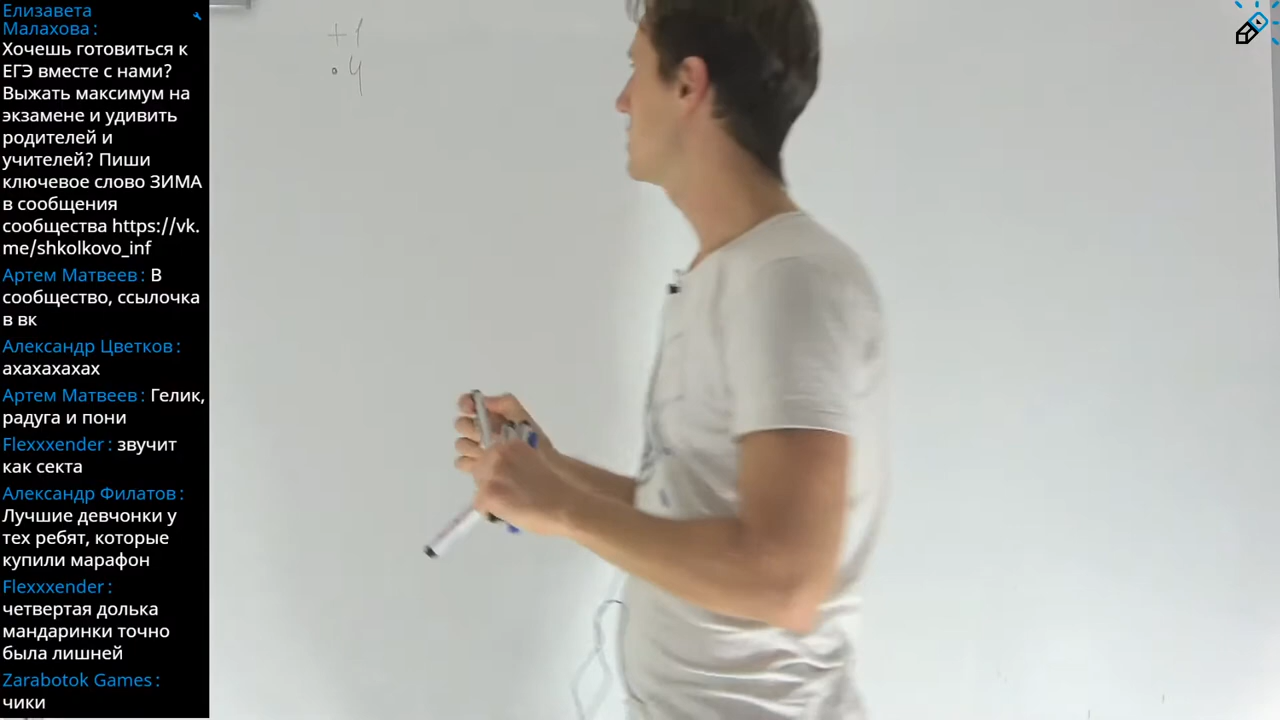 Елизавета
Малахова :
Хочешь готовиться к
ЕГЭ вместе с нами?
Выжать максимум на
экзамене и удивить
родителей и
учителей? Пиши
ключевое слово ЗИМА
в сообщения
сообщества https://vk.
me/shkolkovo_inf
Артем Матвеев : В
сообщество, ссылочка
в вк
Александр Цветков :
ахахахахах
Артем Матвеев : Гелик,
радуга и пони
Flexxxender : звучит
как секта
Александр Филатов :
Лучшие девчонки у
тех ребят, которые
купили марафон
Flexxxender :
четвертая долька
мандаринки точно
была лишней
Zarabotok Games :
чики
+1
• 4